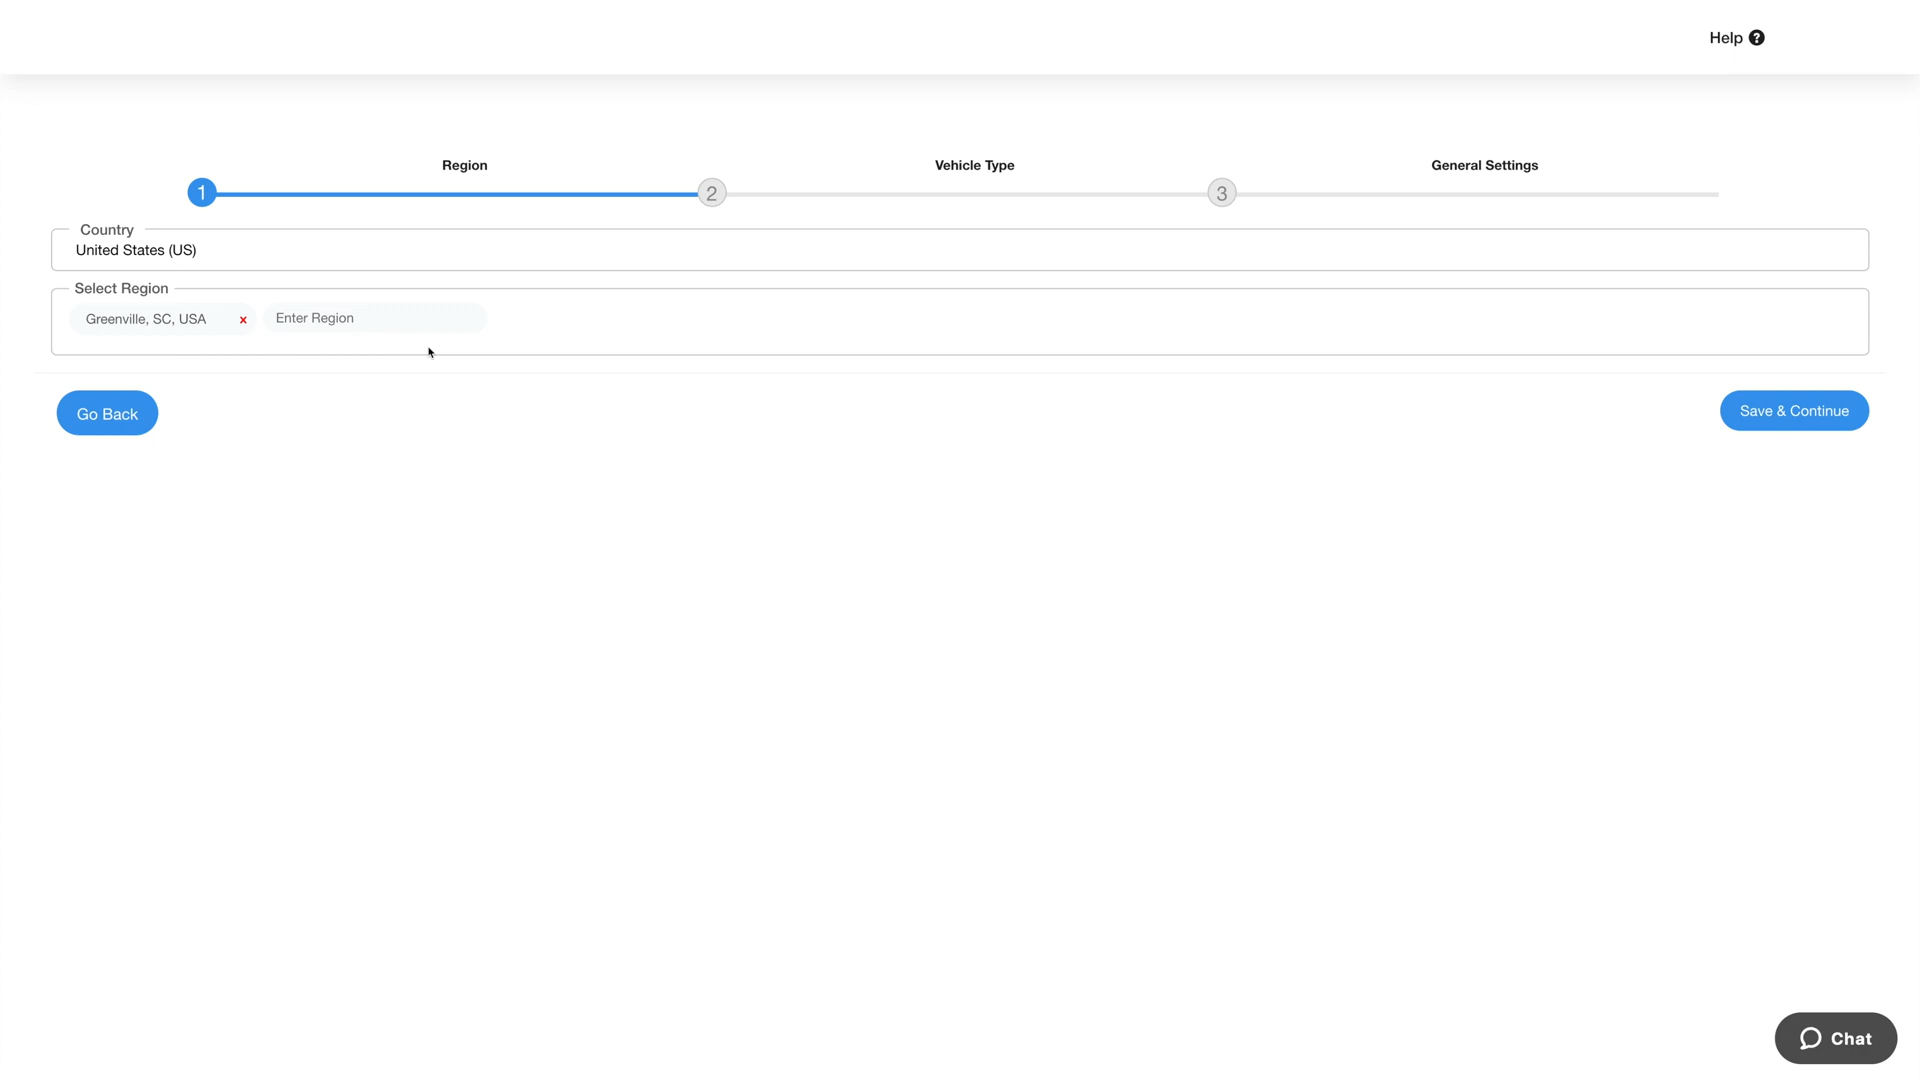 Help ?
Region
Vehicle Type
General Settings
1
2
3
Country
United States (US)
Select Region
Greenville, SC, USA x
Enter Region
Go Back
Save & Continue
Chat